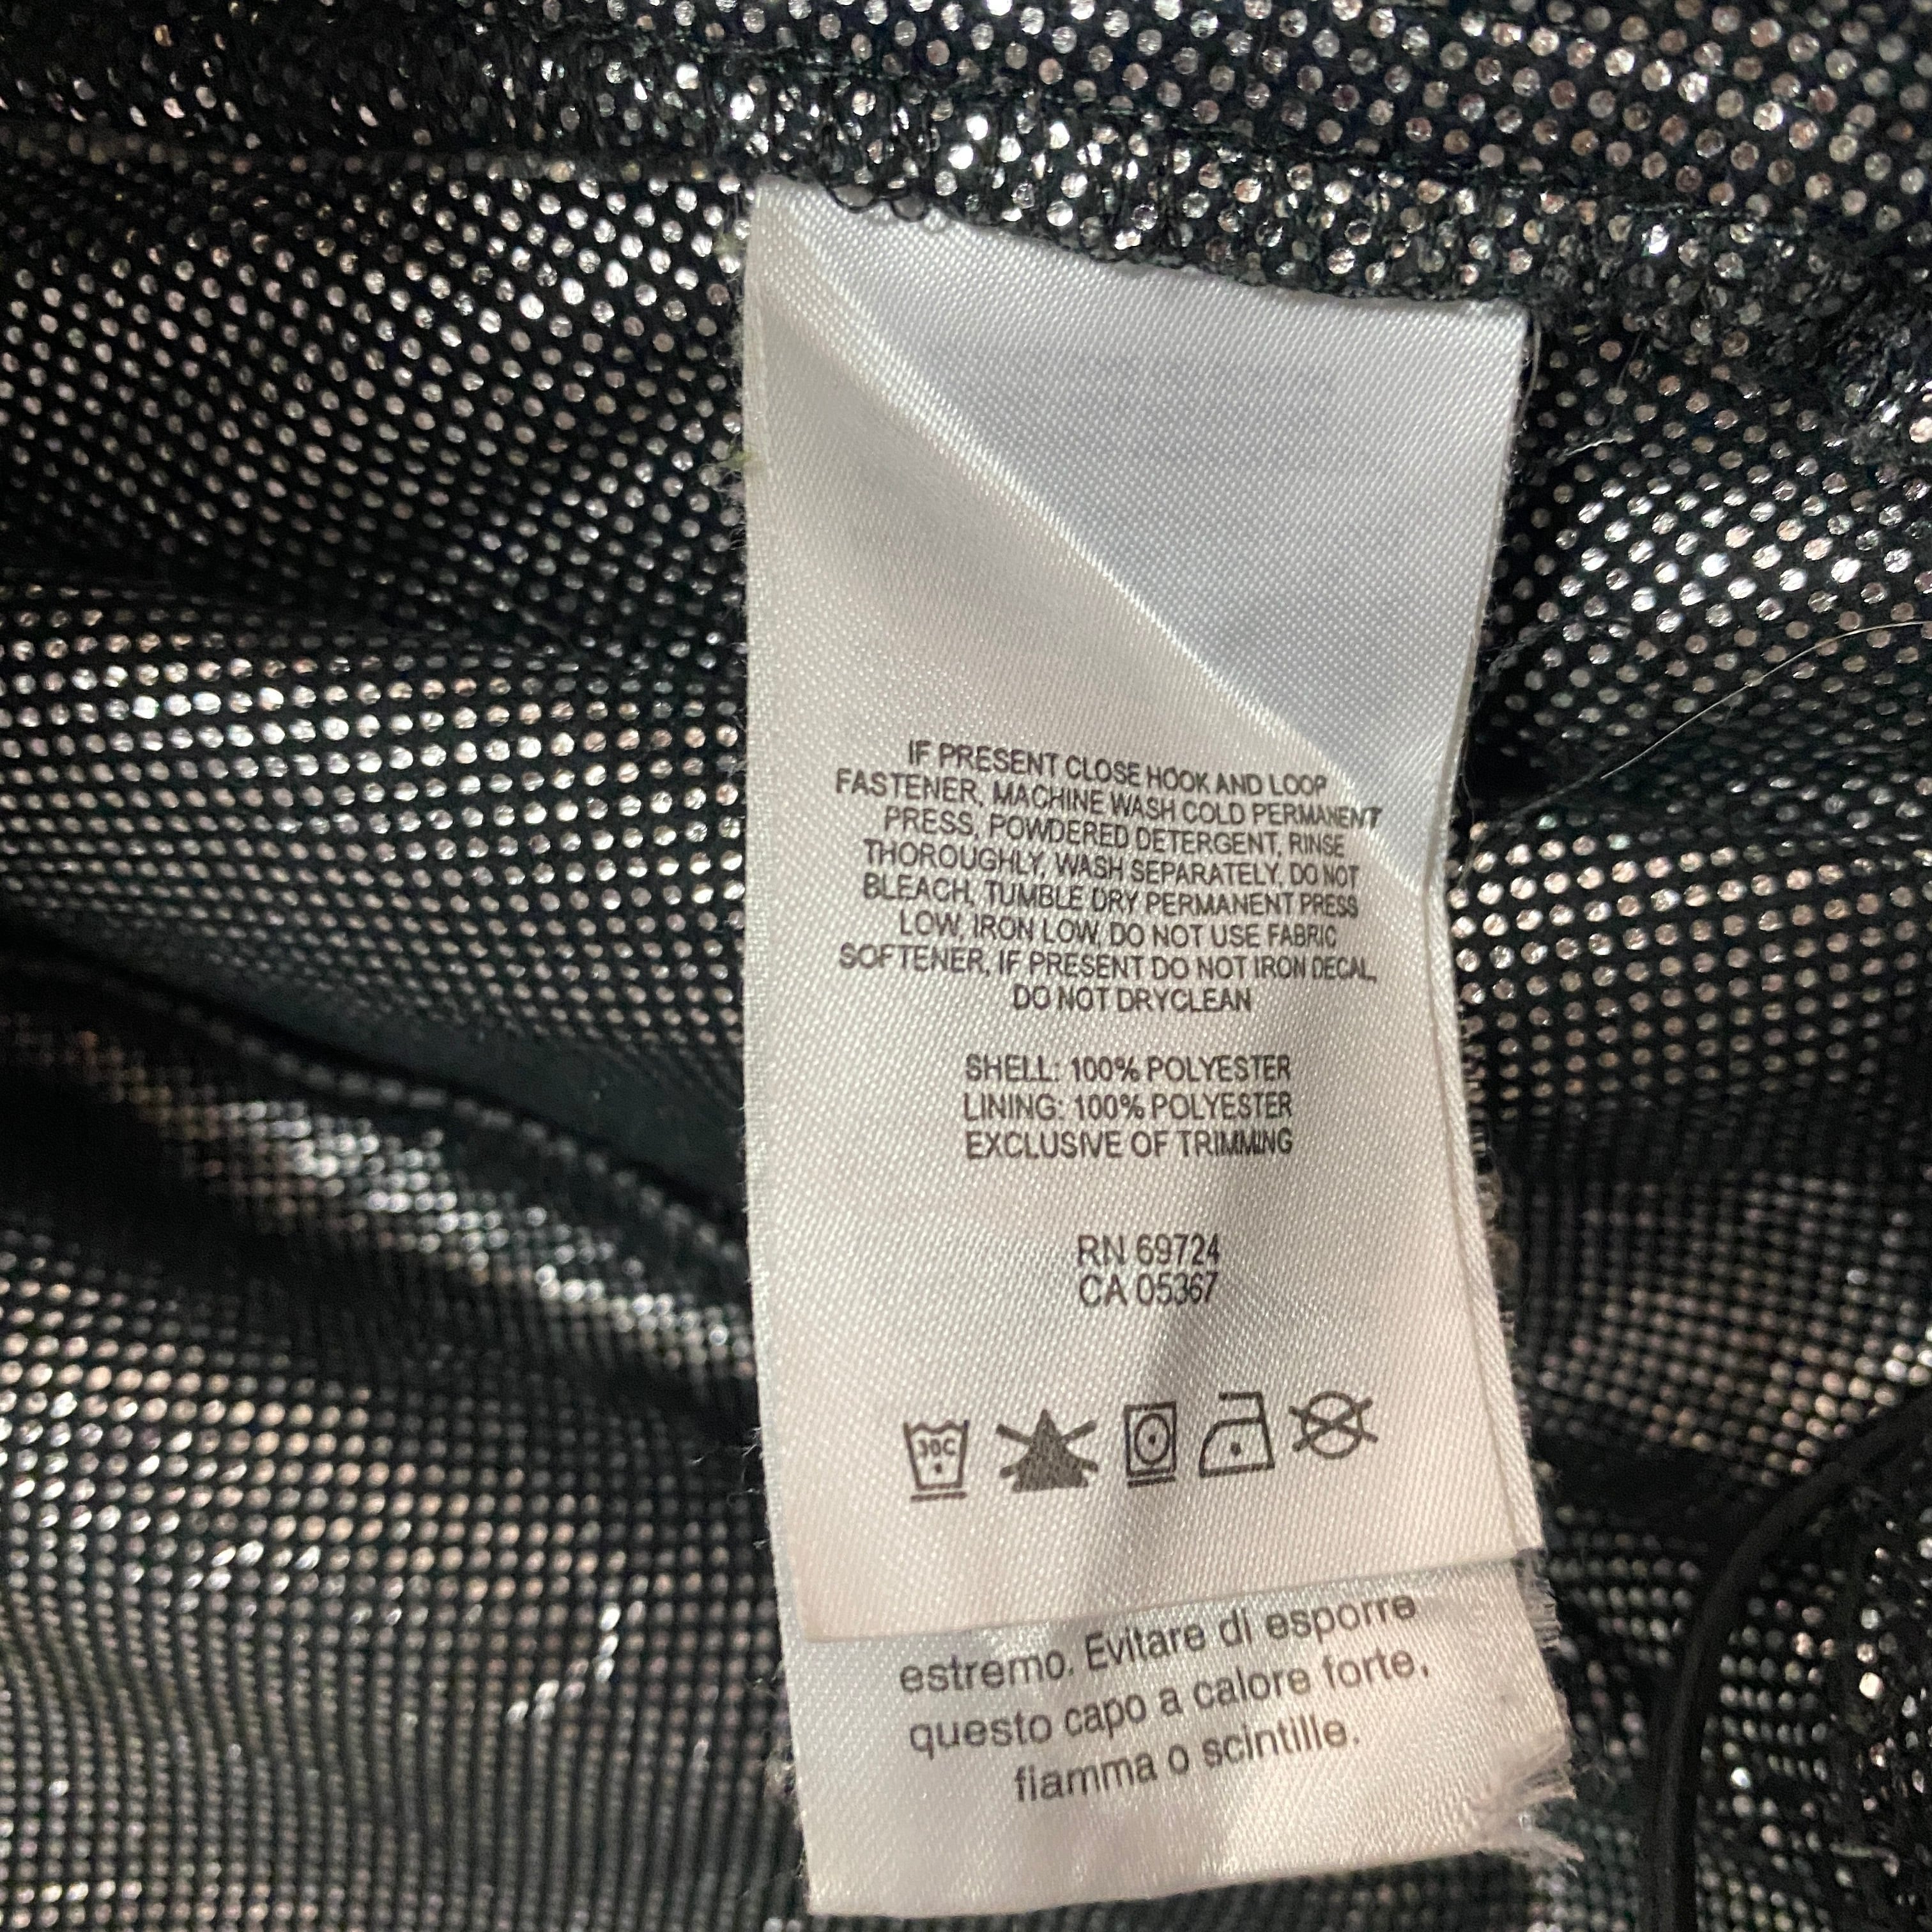 IF PRESENT CLOSE HOOK AND LOOP
FASTENER, MACHINE WASH COLD PERMANENT
PRESS, POWDERED DETERGENT, RINSE
THOROUGHLY, WASH SEPARATELY, DO NOT
BLEACH, TUMBLE DRY PERMANENT PRESS
LOW, IRON LOW, DO NOT USE FABRIC
SOFTENER, IF PRESENT DO NOT IRON DECAL,
DO NOT DRYCLEAN
SHELL: 100% POLYESTER
LINING: 100% POLYESTER
EXCLUSIVE OF TRIMMING
RN 69724
CA 05367
30C
estremo. Evitare di esporre
questo capo a calore forte,
fiamma o scintille.